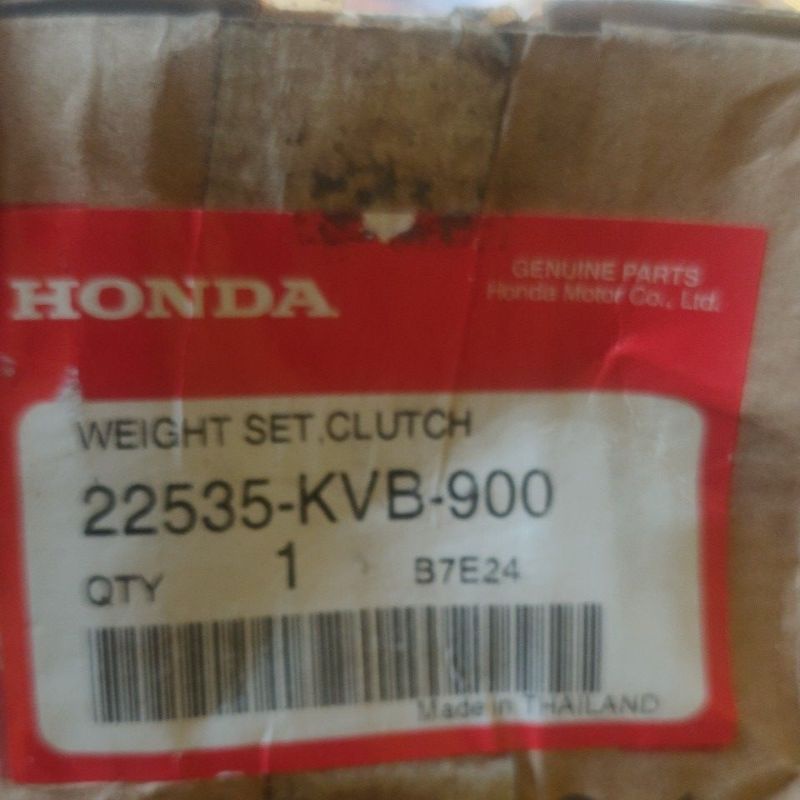 HONDA
GENUINE PARTS
Honda Motor Co., Ltd.
WEIGHT SET,CLUTCH
22535-KVB-900
QTY 1 B7E24
Made in THAILAND